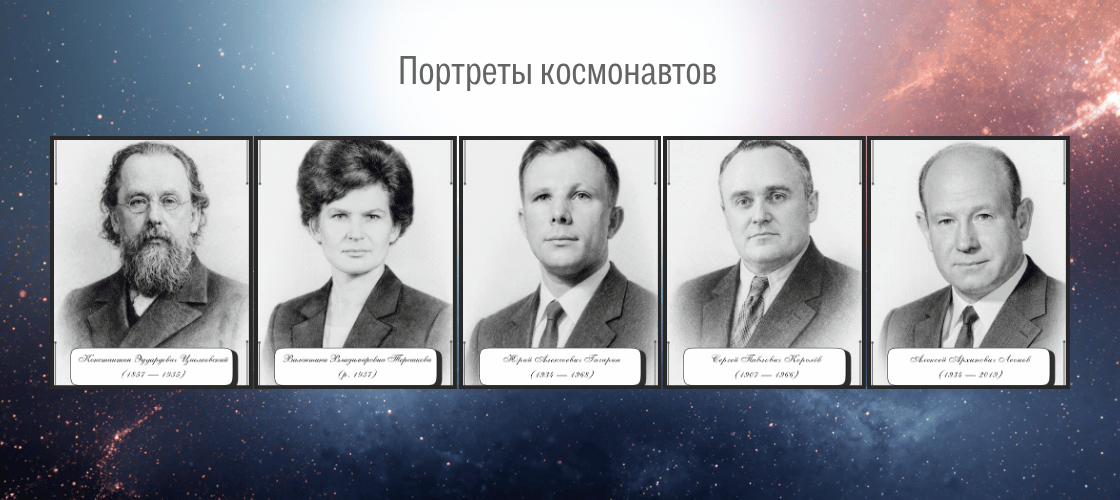 Портреты космонавтов
Константин Эдуардович Циолковский
(1857 — 1935)
Валентина Владимировна Терешкова
(р. 1937)
Юрий Алексеевич Гагарин
(1934 — 1968)
Сергей Павлович Королёв
(1907 — 1966)
Алексей Архипович Леонов
(1934 — 2019)